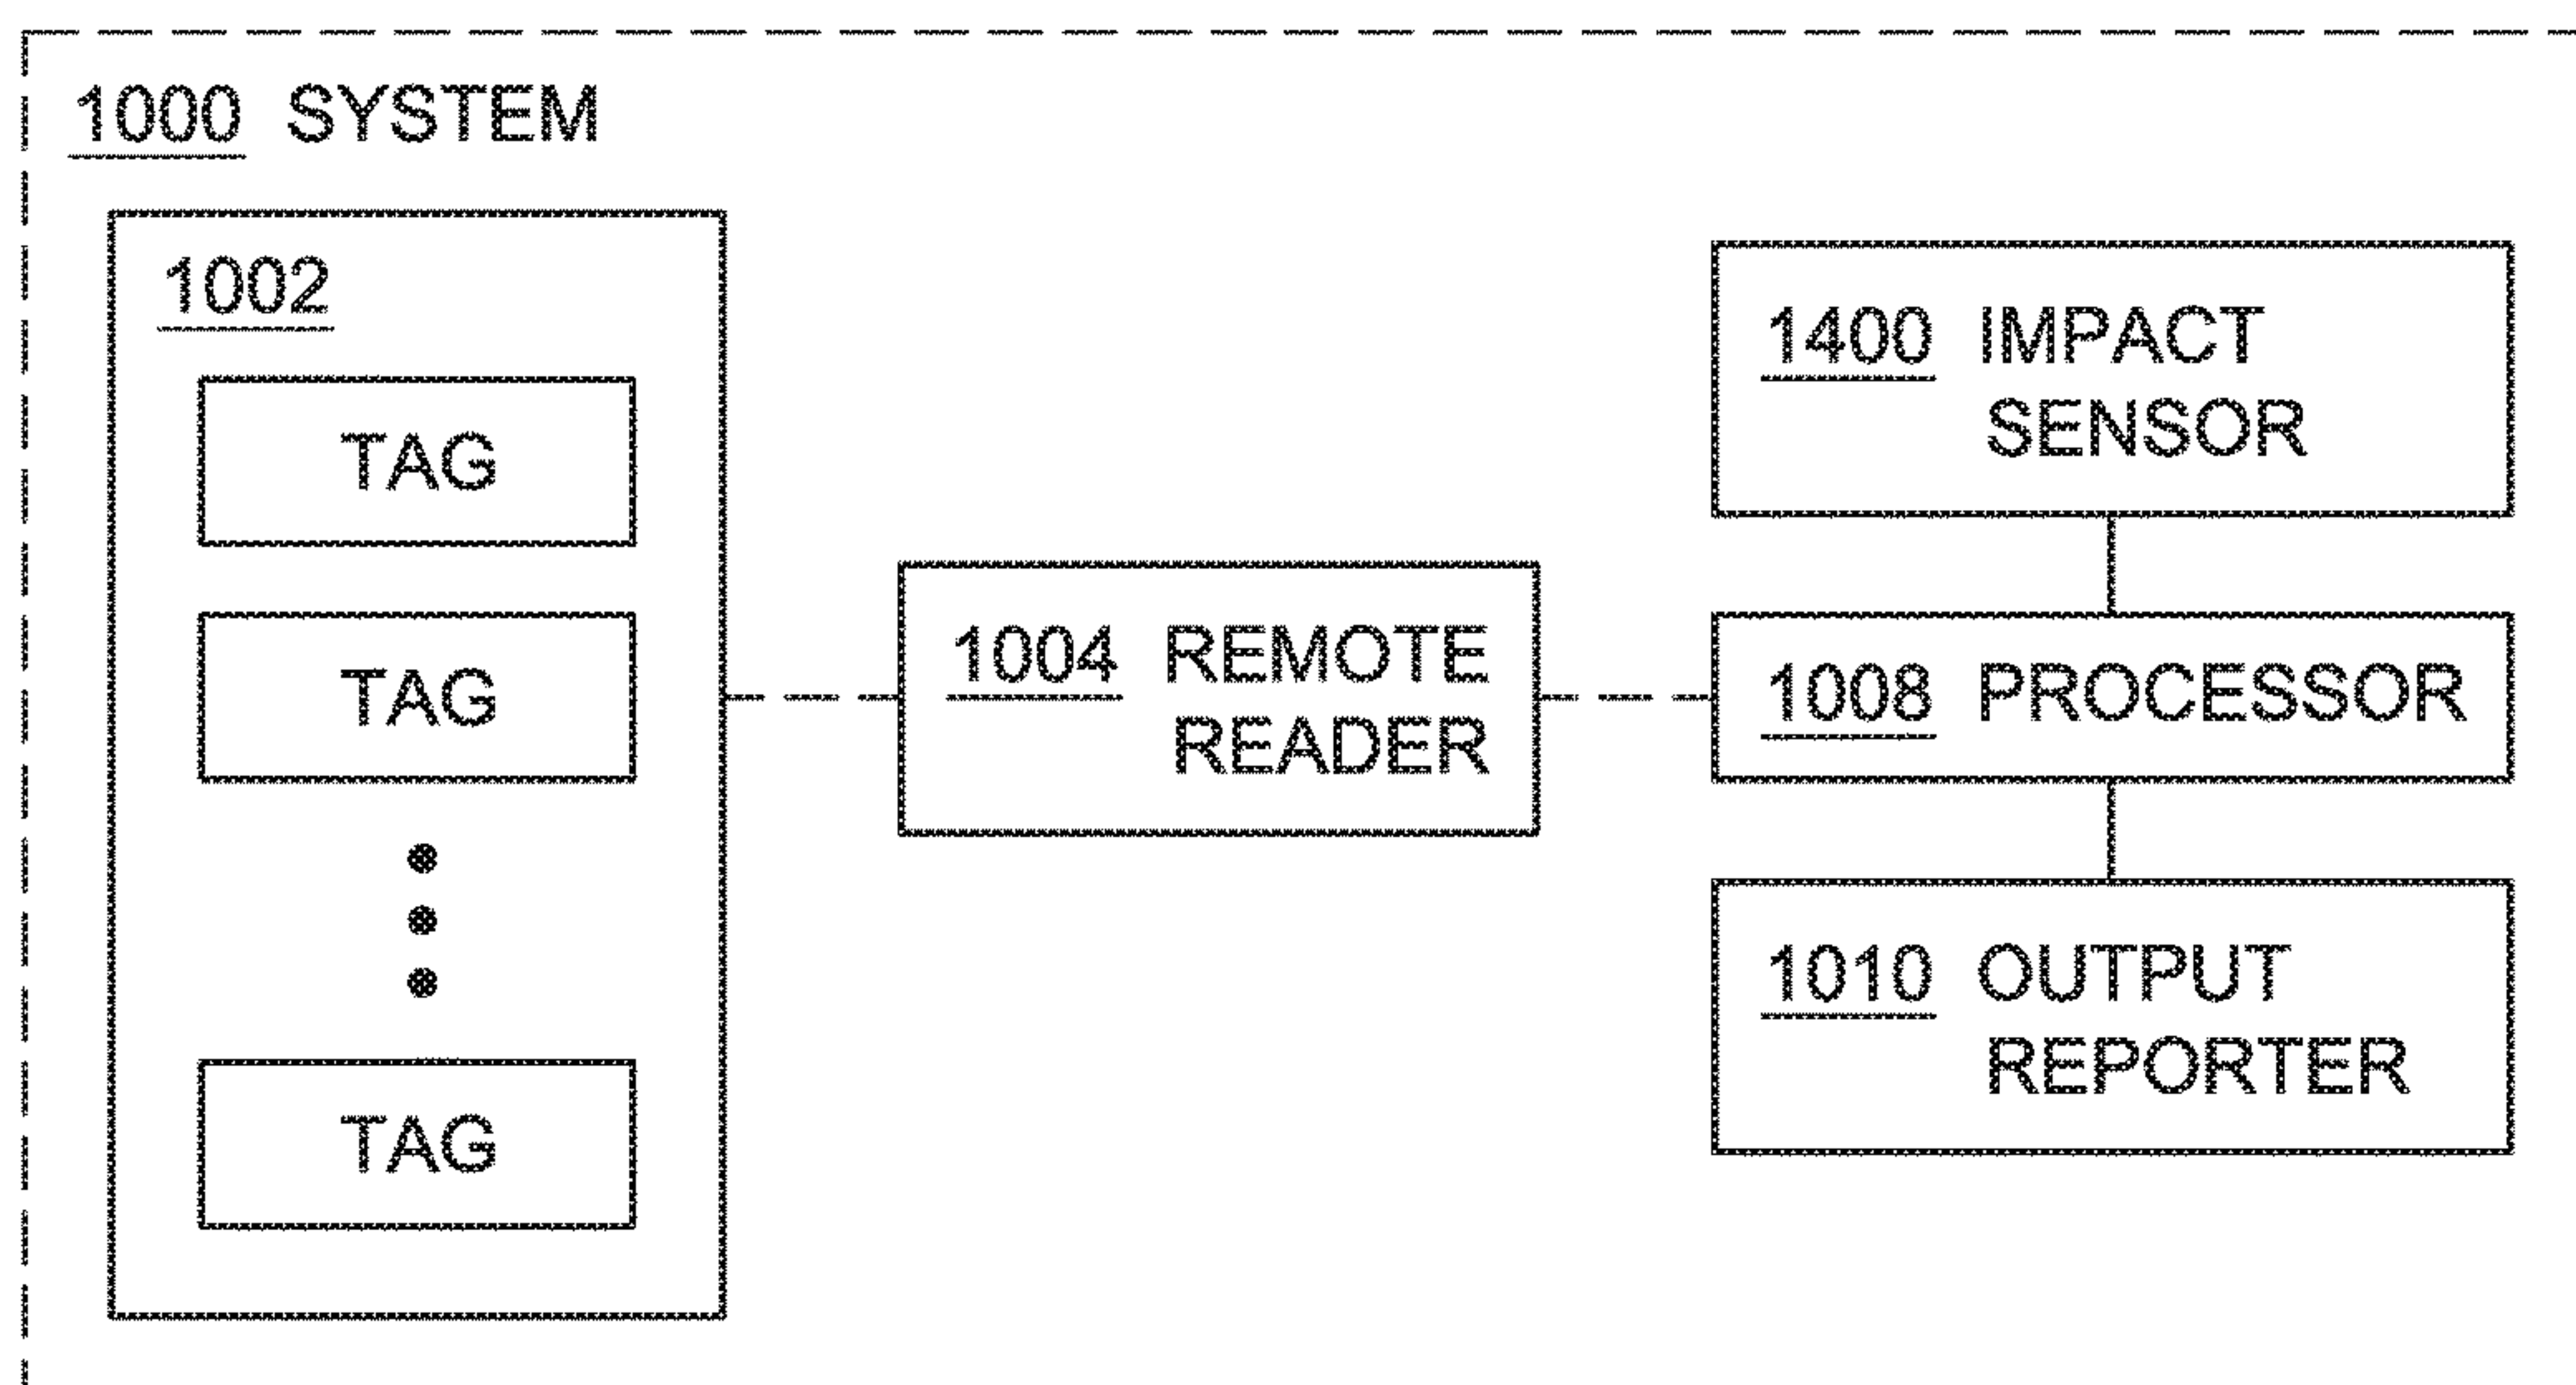 1000 SYSTEM
1002
TAG
TAG
TAG
1004 REMOTE
READER
1400 IMPACT
SENSOR
1008 PROCESSOR
1010 OUTPUT
REPORTER